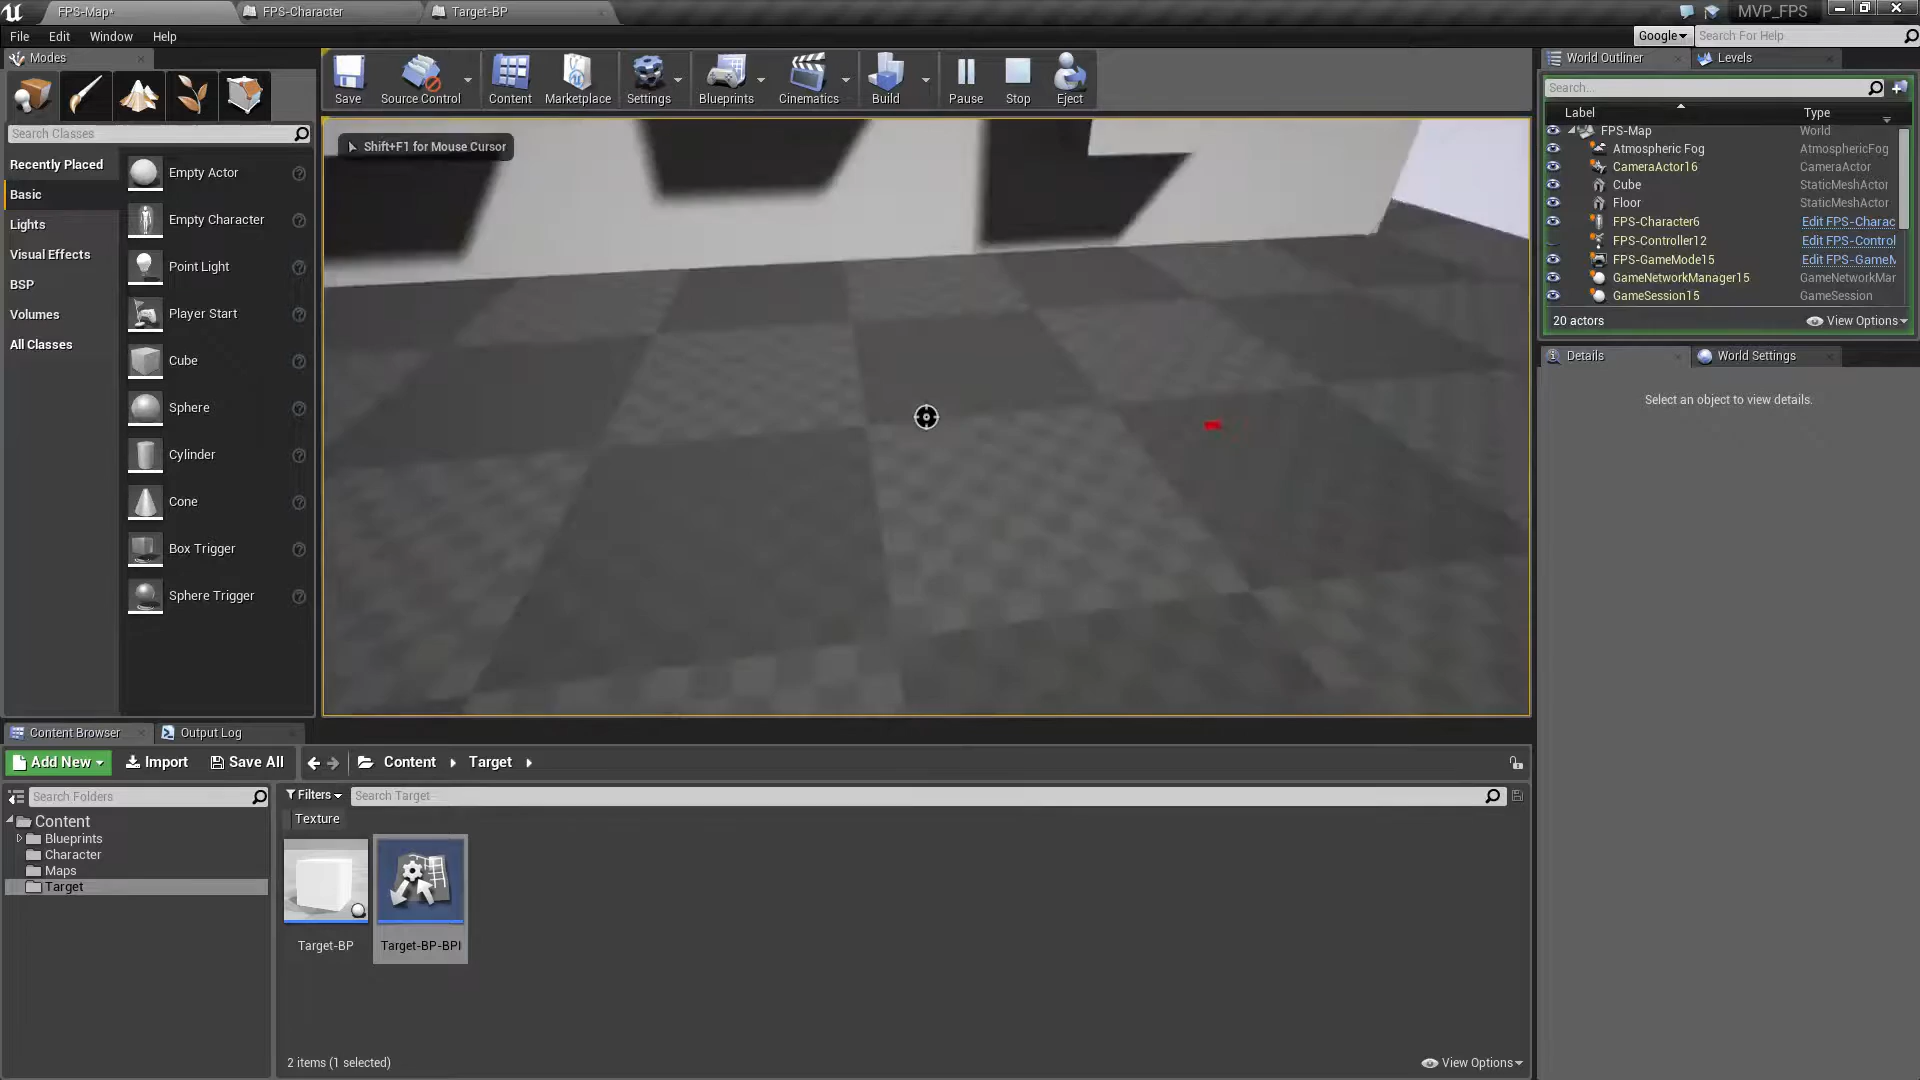 FPS-Map*
FPS-Character
Target-BP
MVP_FPS
File
Edit
Window
Help
Google
Search For Help
Modes
Save
Source Control
Content
Marketplace
Settings
Blueprints
Cinematics
Build
Pause
Stop
Eject
World Outliner
Levels
Search...
Label
Type
Search Classes
Shift+F1 for Mouse Cursor
Recently Placed
Basic
Lights
Visual Effects
BSP
Volumes
All Classes
Empty Actor
Empty Character
Point Light
Player Start
Cube
Sphere
Cylinder
Cone
Box Trigger
Sphere Trigger
FPS-Map World
Atmospheric Fog AtmosphericFog
CameraActor16 CameraActor
Cube StaticMeshActor
Floor StaticMeshActor
FPS-Character6 Edit FPS-Charac
FPS-Controller12 Edit FPS-Control
FPS-GameMode15 Edit FPS-GameM
GameNetworkManager15 GameNetworkMar
GameSession15 GameSession
20 actors
View Options
Details
World Settings
Select an object to view details.
Content Browser
Output Log
Add New
Import
Save All
Content
Target
Search Folders
Filters
Search Target
Texture
Content
Blueprints
Character
Maps
Target
Target-BP
Target-BP-BPI
2 items (1 selected)
View Options